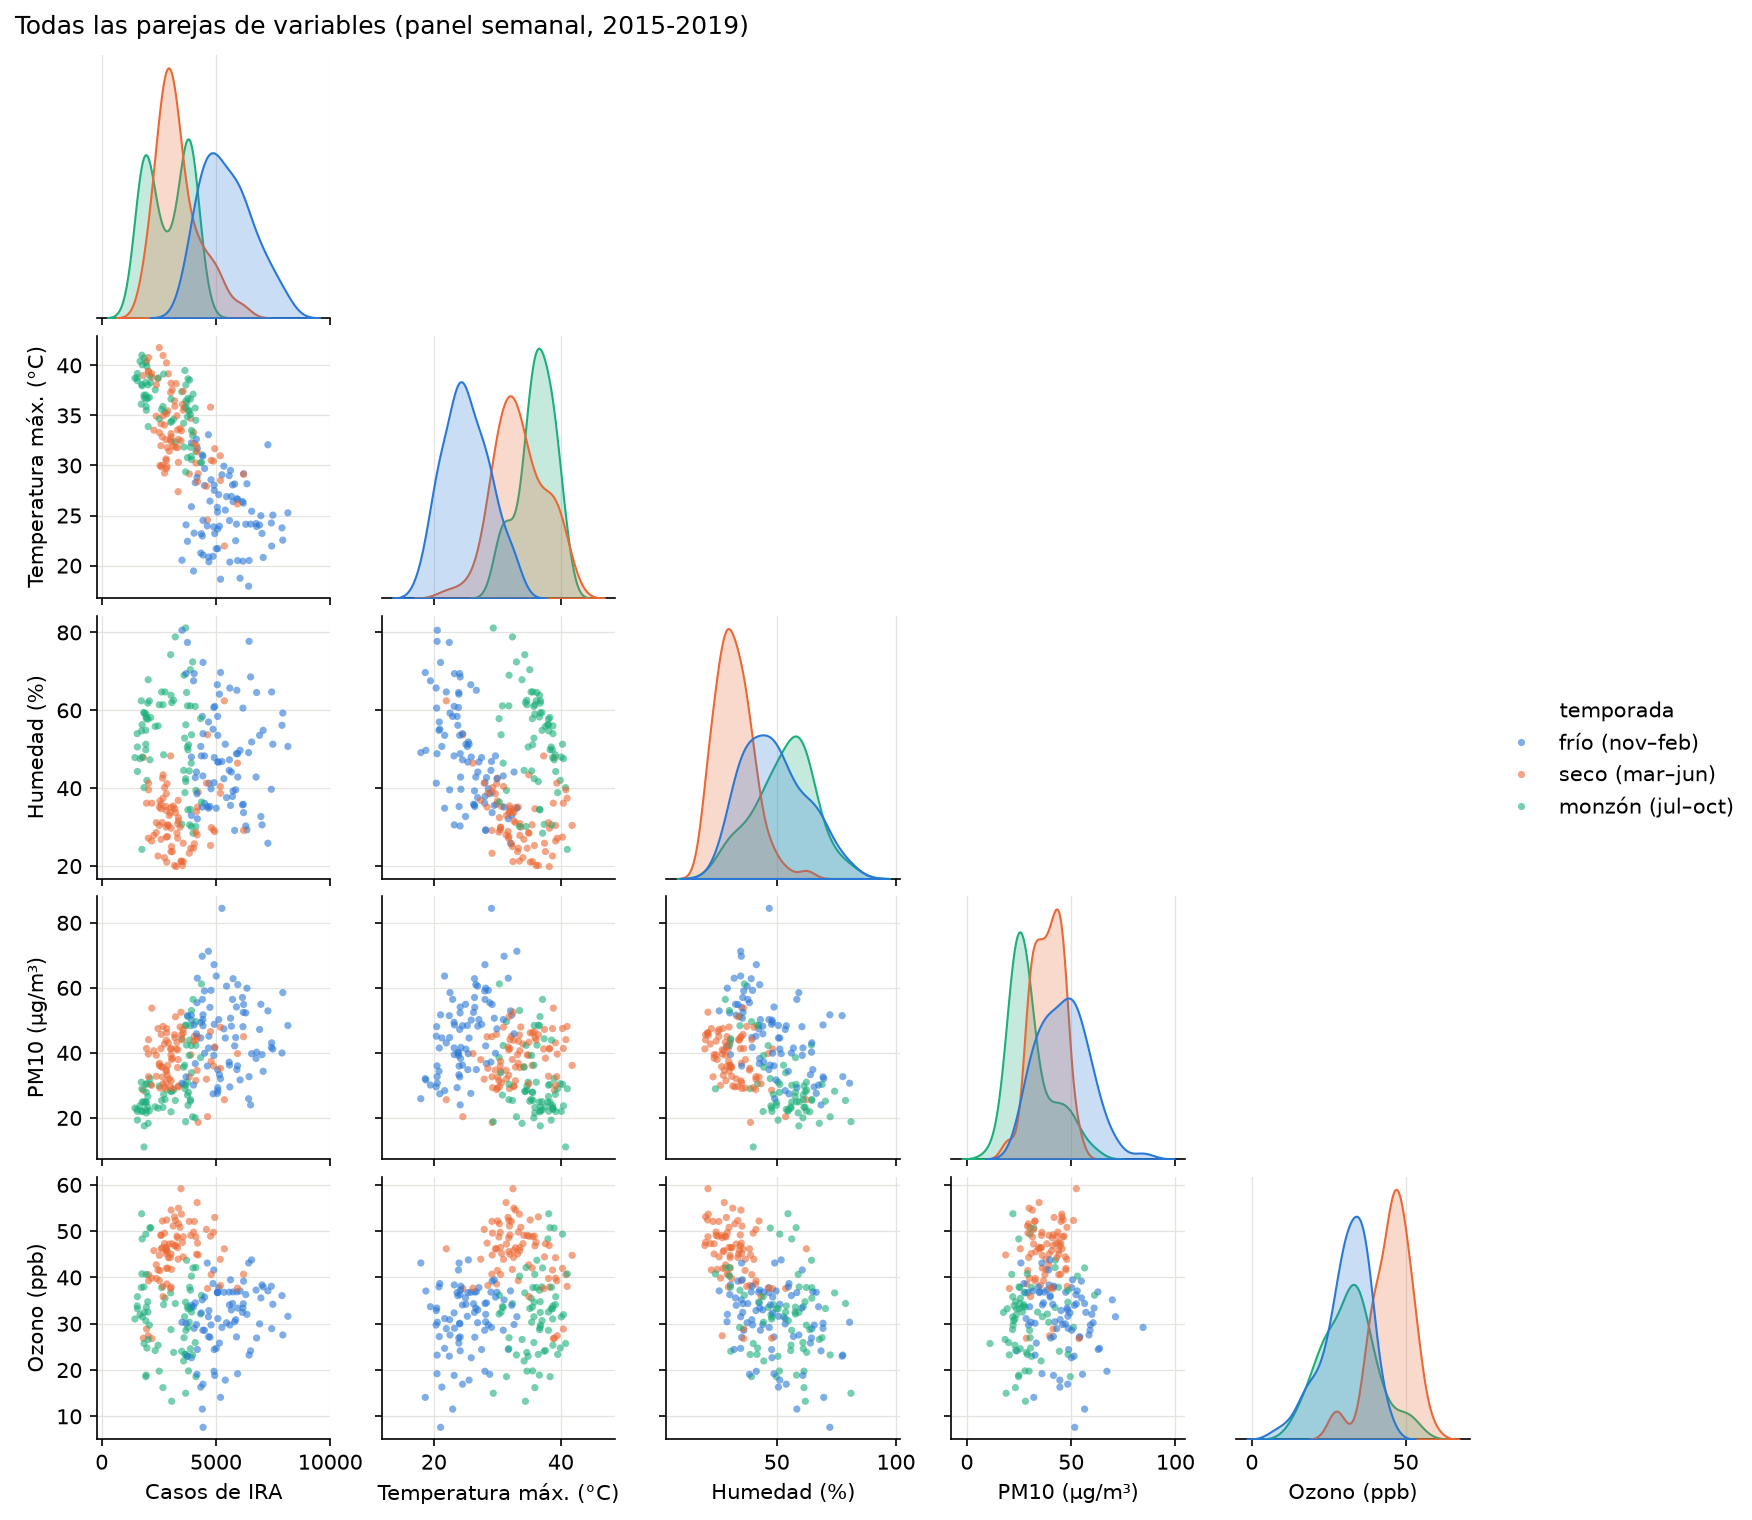 Todas las parejas de variables (panel semanal, 2015-2019)
Temperatura máx. (°C)
40
35
30
25
20
Humedad (%)
80
60
40
20
temporada
frío (nov–feb)
seco (mar–jun)
monzón (jul–oct)
PM10 (µg/m³)
80
60
40
20
Ozono (ppb)
60
50
40
30
20
10
0 5000 10000
20 40
50 100
0 50 100
0 50
Casos de IRA
Temperatura máx. (°C)
Humedad (%)
PM10 (µg/m³)
Ozono (ppb)